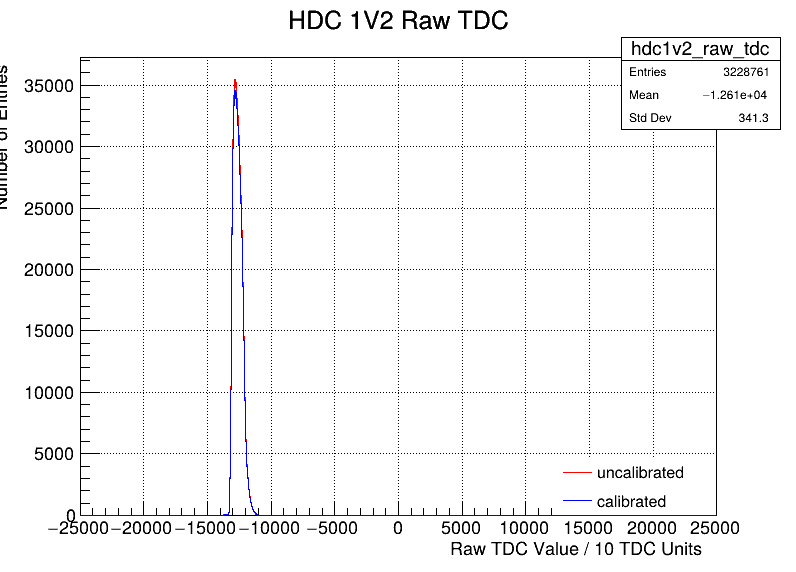 HDC 1V2 Raw TDC
hdc1v2_raw_tdc
Entries 3228761
Mean −1.261e+04
Std Dev 341.3
Number of Entries
35000
30000
25000
20000
15000
10000
5000
0
−25000 −20000 −15000 −10000 −5000 0 5000 10000 15000 20000 25000
uncalibrated
calibrated
Raw TDC Value / 10 TDC Units